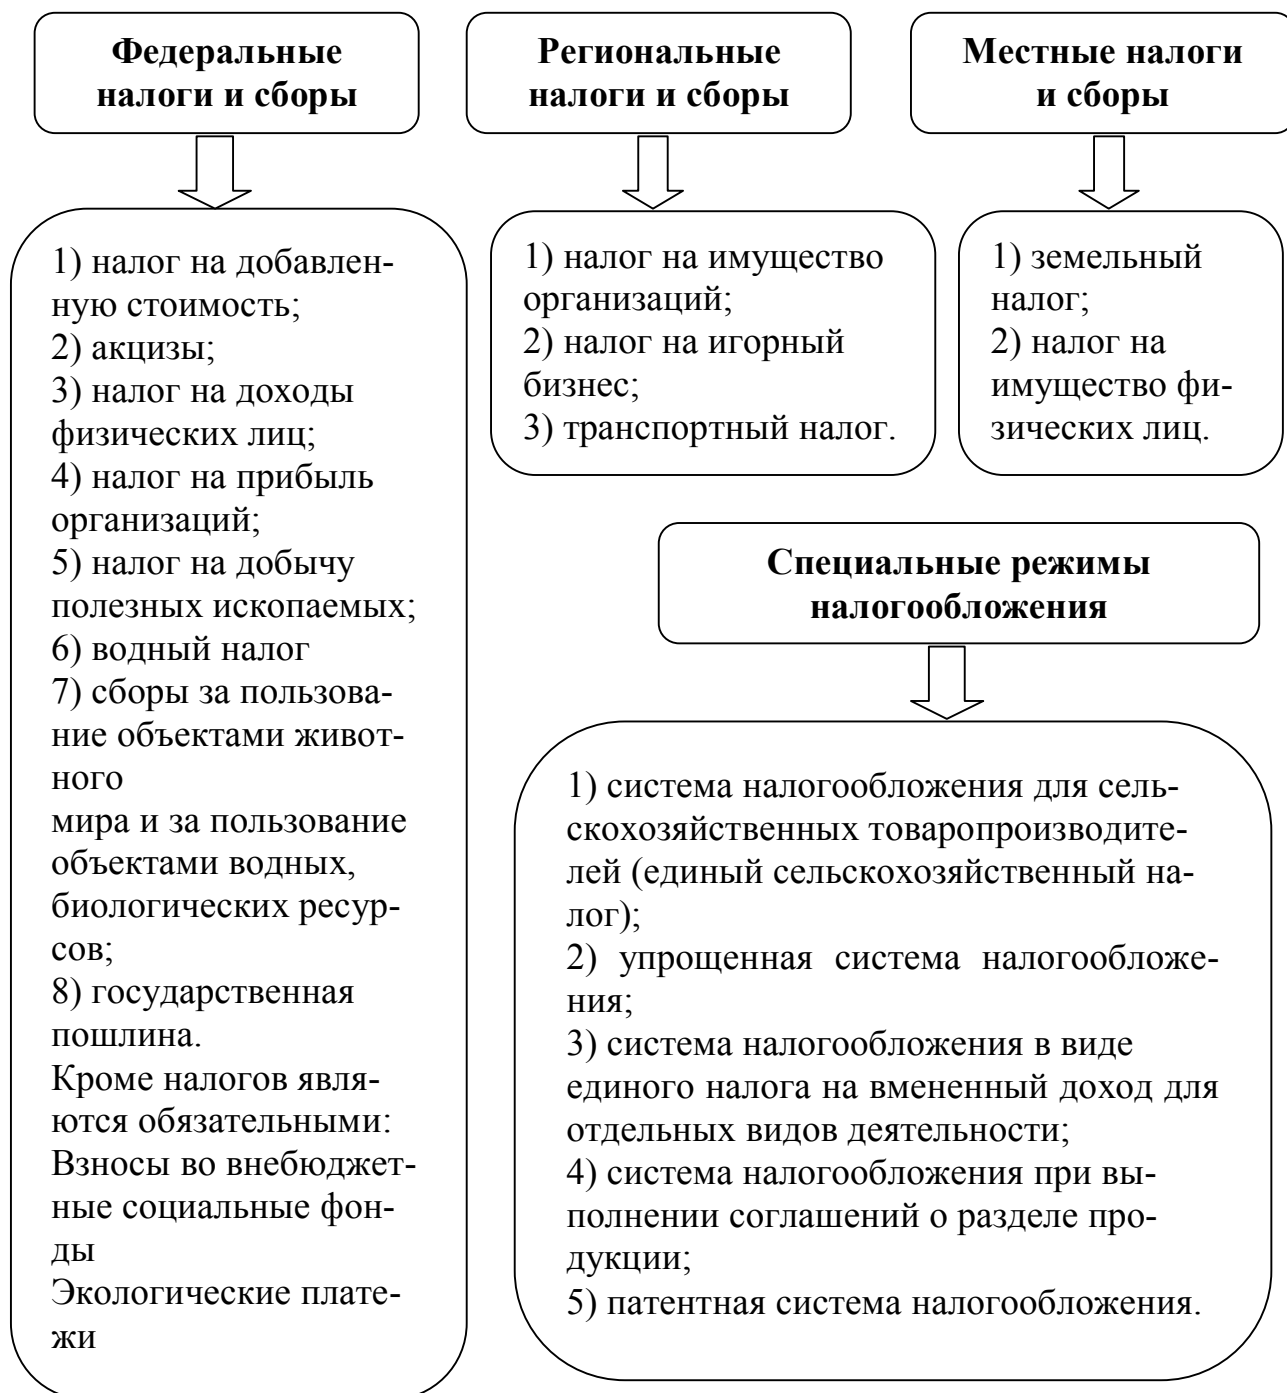 Федеральные
налоги и сборы
1) налог на добавлен-
ную стоимость;
2) акцизы;
3) налог на доходы
физических лиц;
4) налог на прибыль
организаций;
5) налог на добычу
полезных ископаемых;
6) водный налог
7) сборы за пользова-
ние объектами живот-
ного
мира и за пользование
объектами водных,
биологических ресур-
сов;
8) государственная
пошлина.
Кроме налогов явля-
ются обязательными:
Взносы во внебюджет-
ные социальные фон-
ды
Экологические плате-
жи
Региональные
налоги и сборы
1) налог на имущество
организаций;
2) налог на игорный
бизнес;
3) транспортный налог.
Местные налоги
и сборы
1) земельный
налог;
2) налог на
имущество фи-
зических лиц.
Специальные режимы
налогообложения
1) система налогообложения для сель-
скохозяйственных товаропроизводите-
лей (единый сельскохозяйственный на-
лог);
2) упрощенная система налогообложе-
ния;
3) система налогообложения в виде
единого налога на вмененный доход для
отдельных видов деятельности;
4) система налогообложения при вы-
полнении соглашений о разделе про-
дукции;
5) патентная система налогообложения.